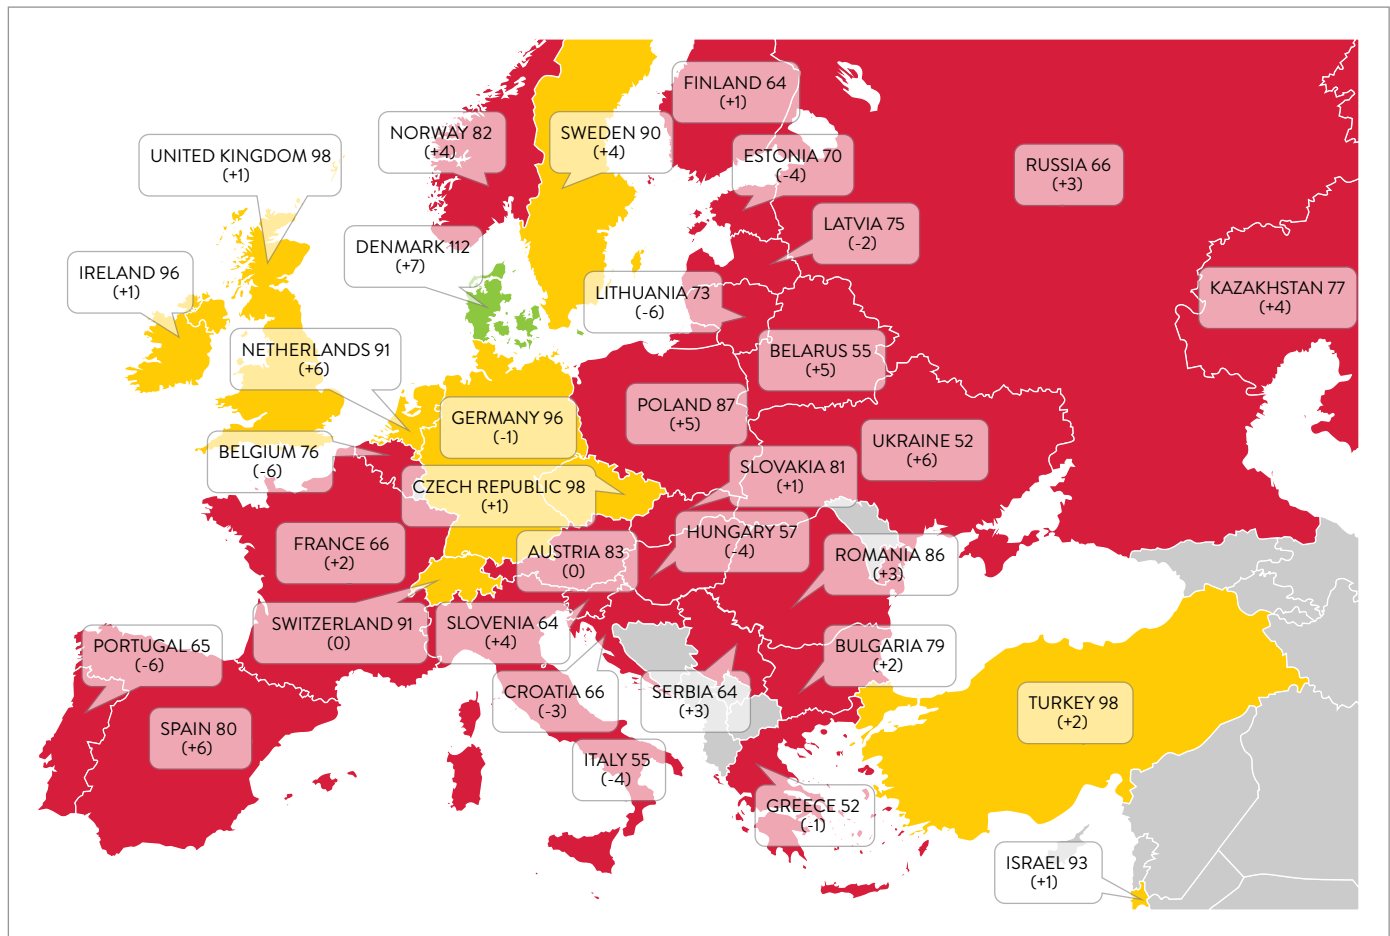 FINLAND 64
(+1)
NORWAY 82
(+4)
SWEDEN 90
(+4)
UNITED KINGDOM 98
(+1)
ESTONIA 70
(-4)
RUSSIA 66
(+3)
LATVIA 75
(-2)
DENMARK 112
(+7)
IRELAND 96
(+1)
LITHUANIA 73
(-6)
KAZAKHSTAN 77
(+4)
NETHERLANDS 91
(+6)
BELARUS 55
(+5)
GERMANY 96
(-1)
POLAND 87
(+5)
UKRAINE 52
(+6)
BELGIUM 76
(-6)
SLOVAKIA 81
(+1)
CZECH REPUBLIC 98
(+1)
FRANCE 66
(+2)
AUSTRIA 83
(0)
HUNGARY 57
(-4)
ROMANIA 86
(+3)
SWITZERLAND 91
(0)
SLOVENIA 64
(+4)
PORTUGAL 65
(-6)
BULGARIA 79
(+2)
CROATIA 66
(-3)
SERBIA 64
(+3)
TURKEY 98
(+2)
SPAIN 80
(+6)
ITALY 55
(-4)
GREECE 52
(-1)
ISRAEL 93
(+1)